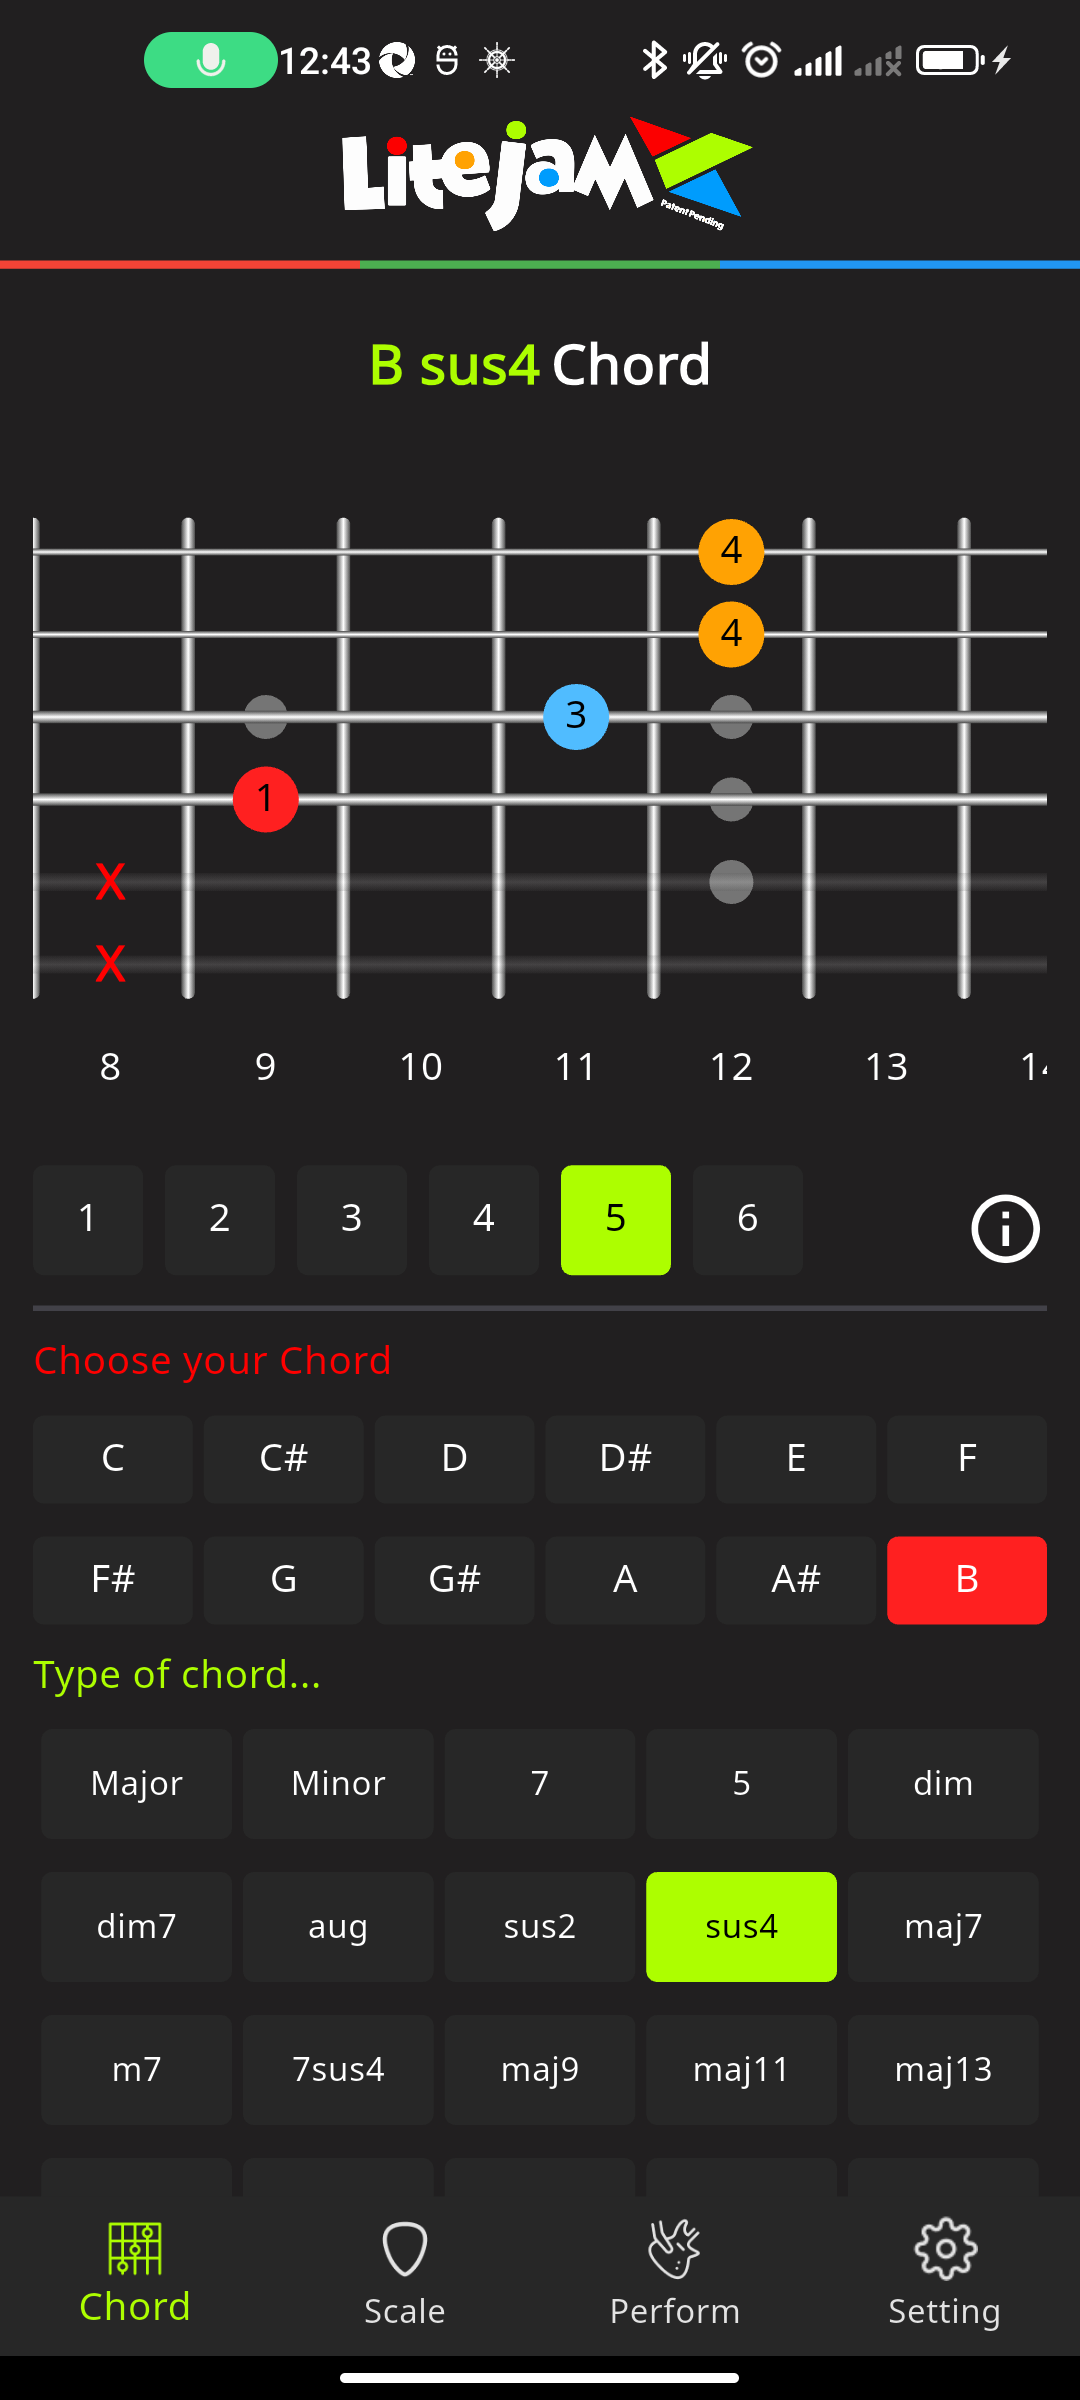 12:43
Litejam
Patent Pending
B sus4 Chord
4
4
3
1
X
X
8 9 10 11 12 13
1 2 3 4 5 6
Choose your Chord
C C# D D# E F
F# G G# A A# B
Type of chord...
Major Minor 7 5 dim
dim7 aug sus2 sus4 maj7
m7 7sus4 maj9 maj11 maj13
Chord Scale Perform Setting